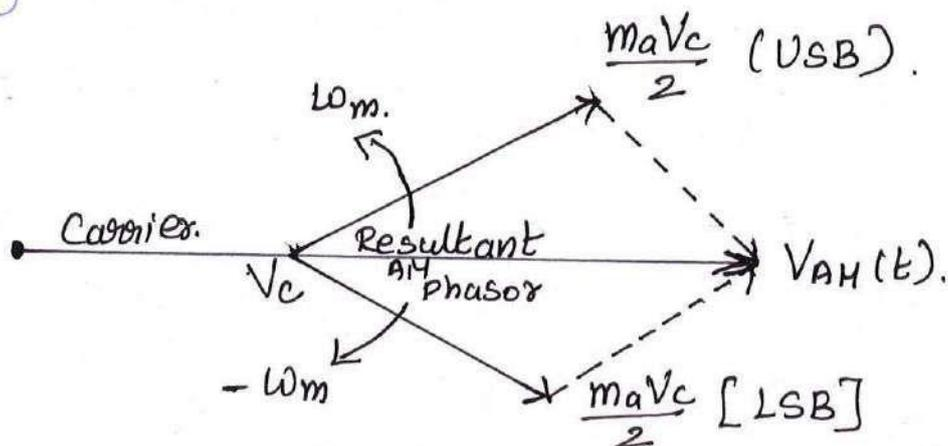 maVc/2 (USB).
ωm.
Carrier.
Vc
Resultant
AM
Phasor
VAM(t).
- ωm
maVc/2 [LSB]